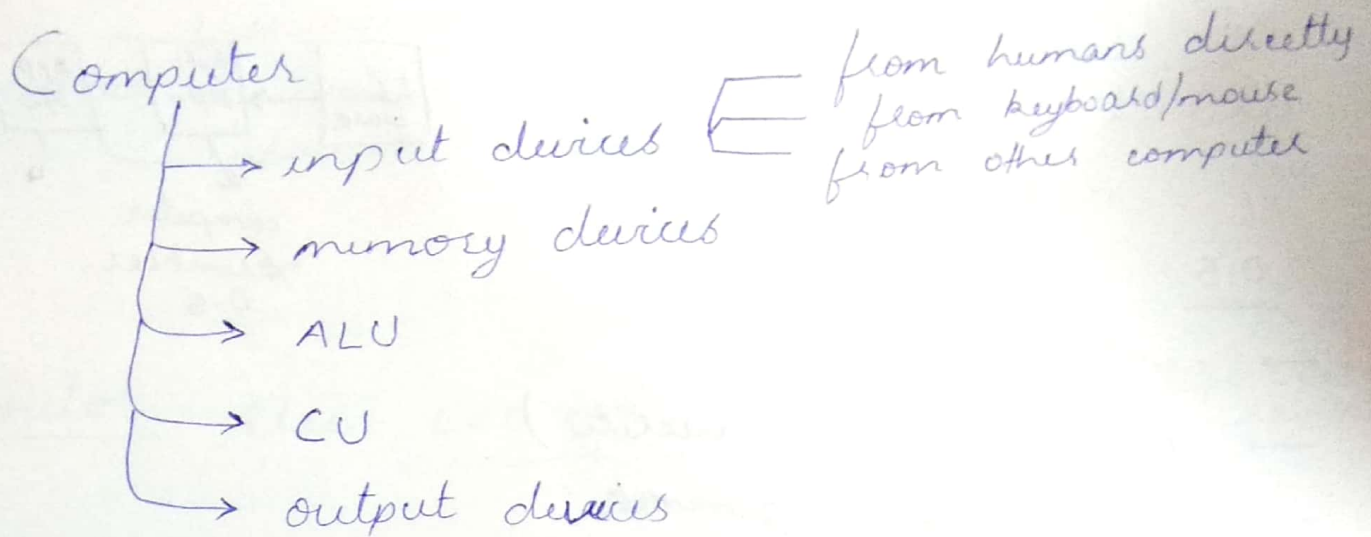 Computer
input devices
from humans directly
from keyboard/mouse
from other computer
memory devices
ALU
CU
output devices